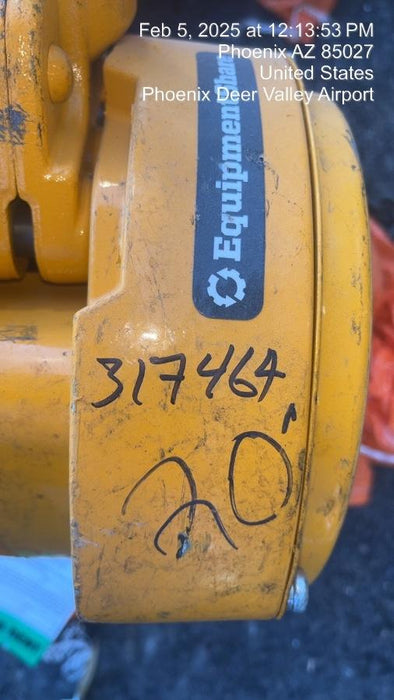 Feb 5, 2025 at 12:13:53 PM
Phoenix AZ 85027
United States
Phoenix Deer Valley Airport
EquipmentShare
317464
20'